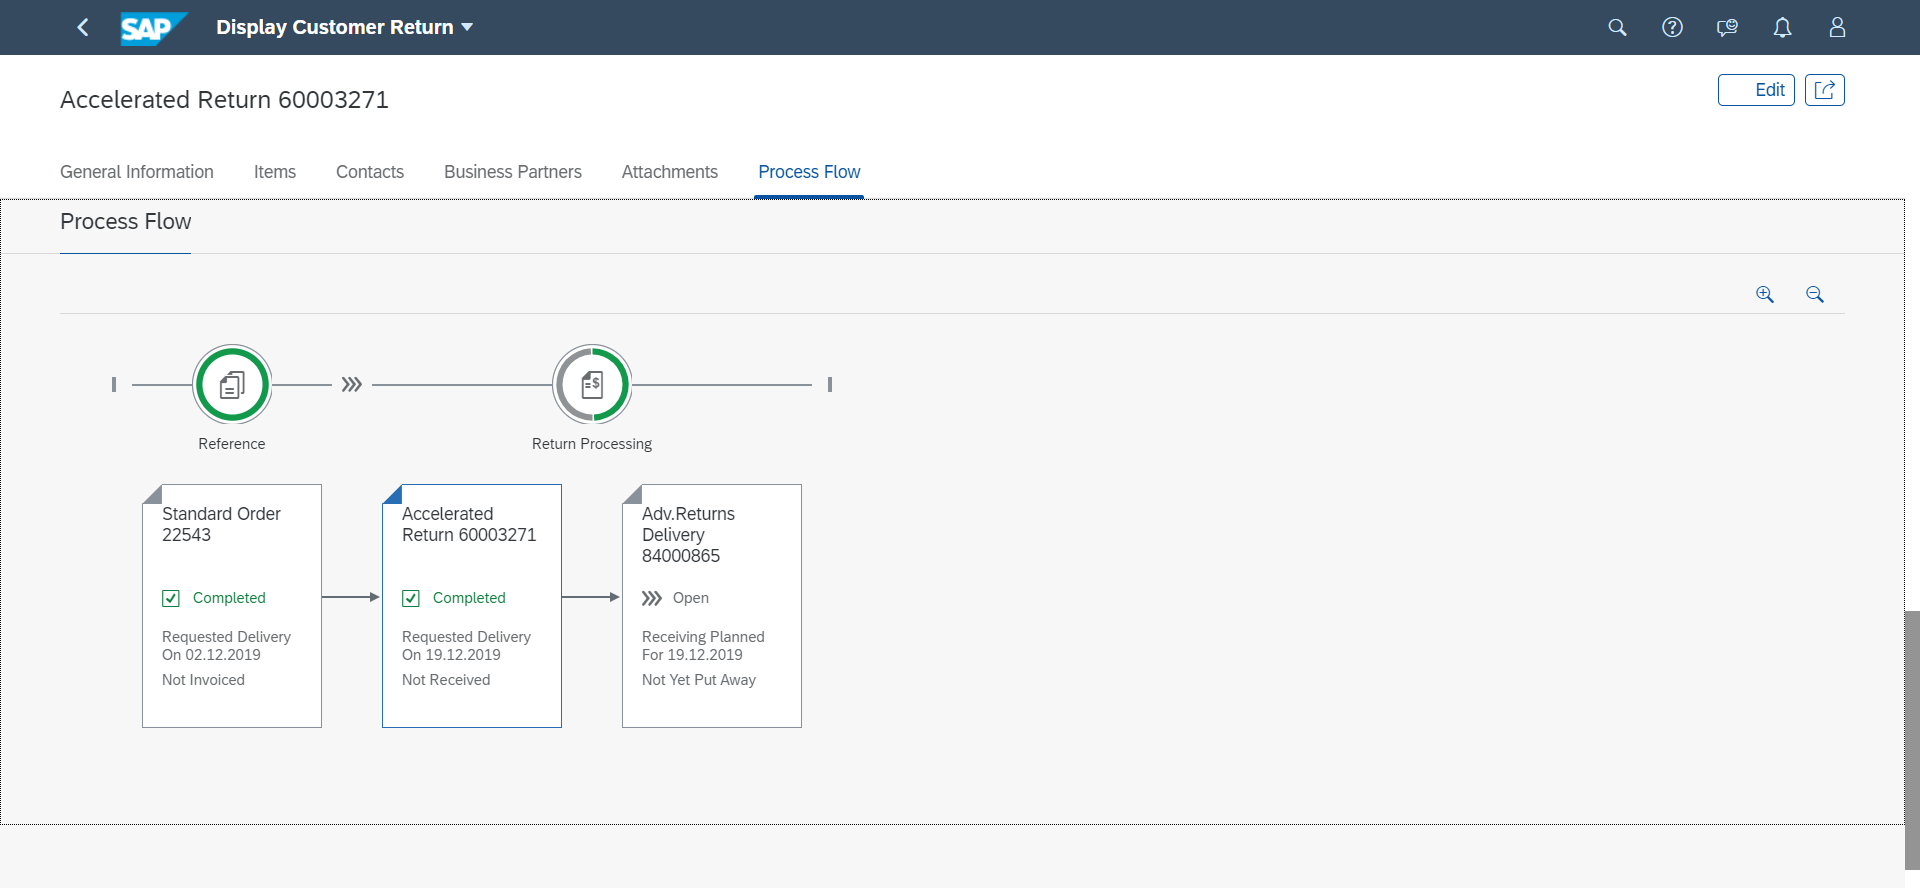 SAP
Display Customer Return
Accelerated Return 60003271
Edit
General Information
Items
Contacts
Business Partners
Attachments
Process Flow
Process Flow
Reference
Return Processing
Standard Order
22543
Completed
Requested Delivery
On 02.12.2019
Not Invoiced
Accelerated
Return 60003271
Completed
Requested Delivery
On 19.12.2019
Not Received
Adv.Returns
Delivery
84000865
Open
Receiving Planned
For 19.12.2019
Not Yet Put Away